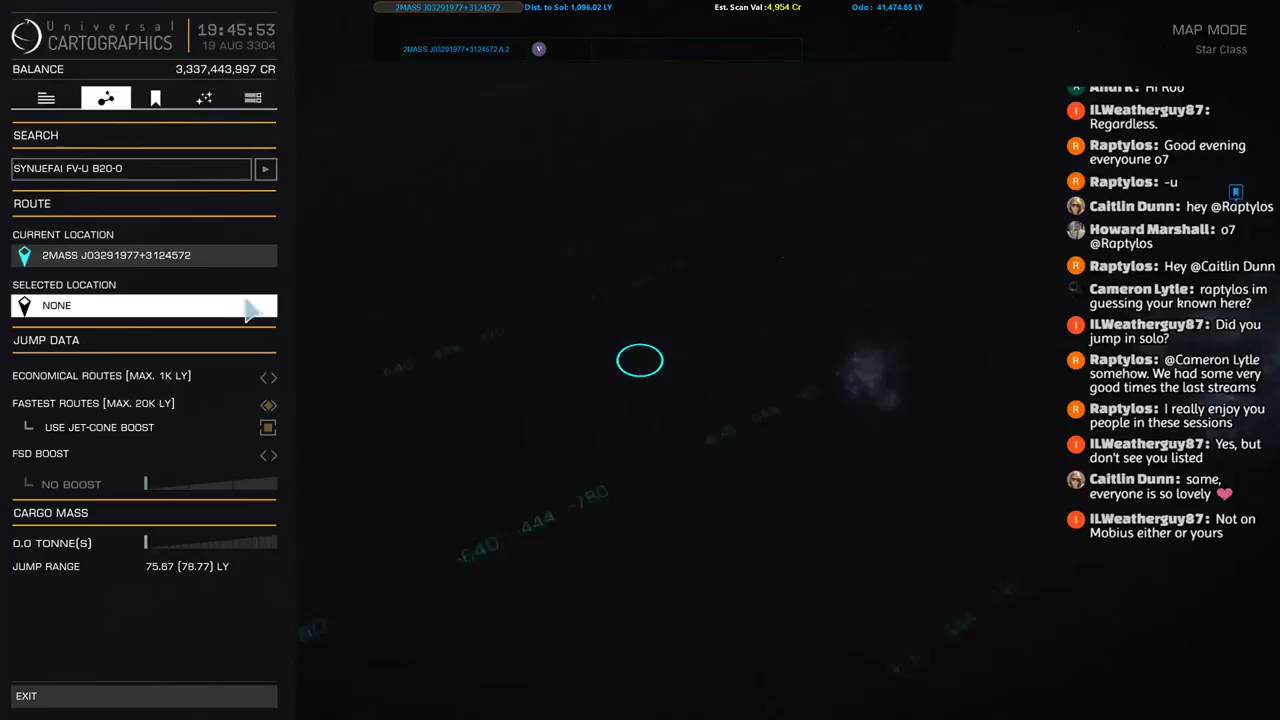 Universal
CARTOGRAPHICS
19:45:53
19 AUG 3304
BALANCE 3,337,443,997 CR
SEARCH
SYNUEFAI FV-U B20-0
ROUTE
CURRENT LOCATION
2MASS J03291977+3124572
SELECTED LOCATION
NONE
JUMP DATA
ECONOMICAL ROUTES [MAX. 1K LY]
FASTEST ROUTES [MAX. 20K LY]
USE JET-CONE BOOST
FSD BOOST
NO BOOST
CARGO MASS
0.0 TONNE(S)
JUMP RANGE 75.67 (78.77) LY
EXIT
2MASS J03291977+3124572 Dist. to Sol: 1,096.02 LY Est. Scan Val: 4,954 Cr Odo : 41,474.85 LY
2MASS J03291977+3124572 A 2 V
-640 -444 -780
MAP MODE
Star Class
ILWeatherguy87:
Regardless.
Raptylos: Good evening
everyoune o7
Raptylos: -u
Caitlin Dunn: hey @Raptylos
Howard Marshall: o7
@Raptylos
Raptylos: Hey @Caitlin Dunn
Cameron Lytle: raptylos im
guessing your known here?
ILWeatherguy87: Did you
jump in solo?
Raptylos: @Cameron Lytle
somehow. We had some very
good times the last streams
Raptylos: I really enjoy you
people in these sessions
ILWeatherguy87: Yes, but
don't see you listed
Caitlin Dunn: same,
everyone is so lovely
ILWeatherguy87: Not on
Mobius either or yours